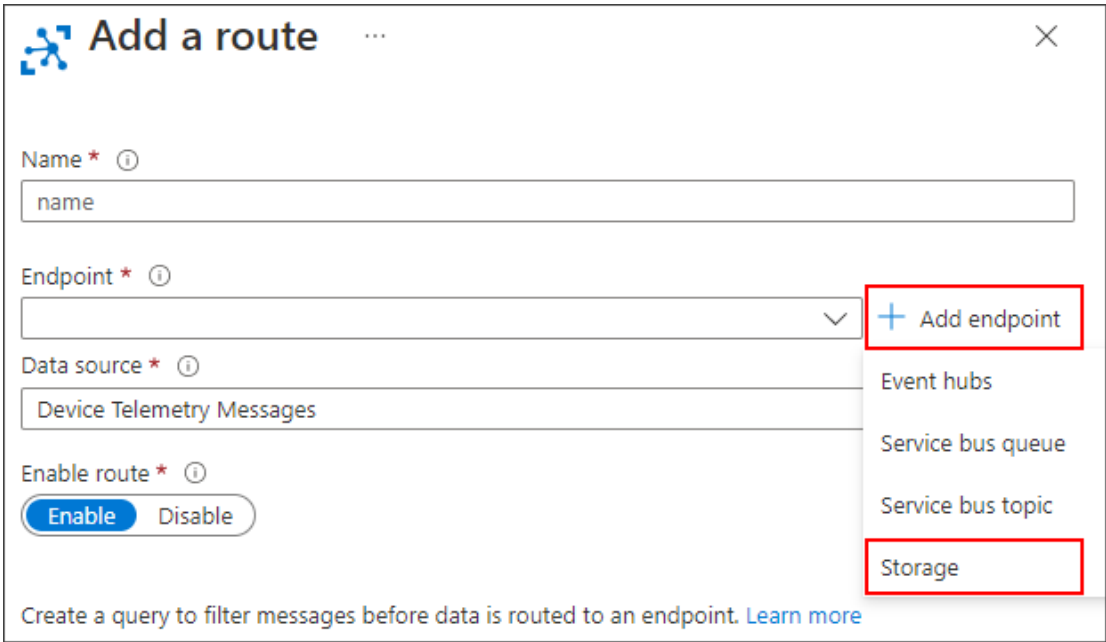 Add a route ...
Name *
name
Endpoint *
Add endpoint
Data source *
Device Telemetry Messages
Event hubs
Service bus queue
Service bus topic
Storage
Enable route *
Enable Disable
Create a query to filter messages before data is routed to an endpoint. Learn more